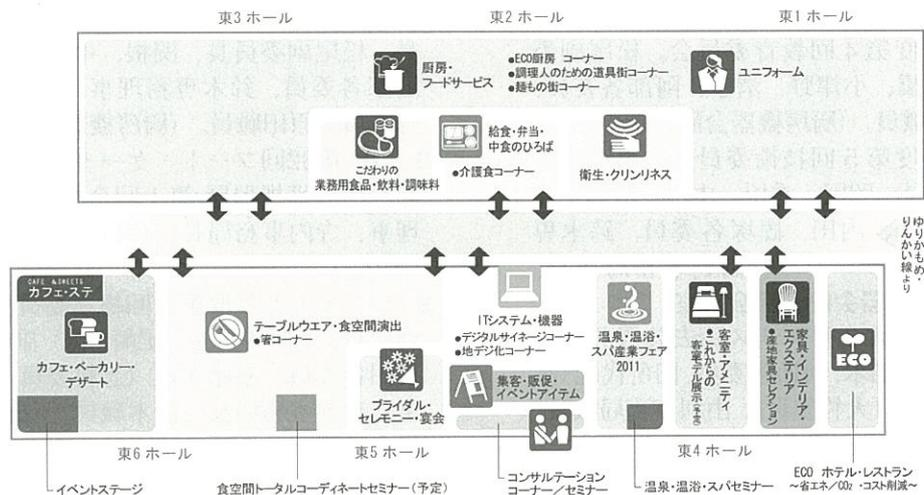 東3ホール
東2ホール
東1ホール
厨房・
フードサービス
●ECO厨房 コーナー
●調理人のための道具街コーナー
●麺もの街コーナー
ユニフォーム
こだわりの
業務用食品・飲料・調味料
給食・弁当・
中食のひろば
●介護食コーナー
衛生・クリンリネス
ゆりかもめ・
りんかい線より
CAFE &SWEETS
カフェ・ステ
カフェ・ベーカリー・
デザート
テーブルウエア・食空間演出
●箸コーナー
ブライダル・
セレモニー・宴会
ITシステム・機器
●デジタルサイネージコーナー
●地デジ化コーナー
集客・販促・
イベントアイテム
温泉・温浴・
スパ産業フェア
2011
客室・アメニティ
●これからの
客室モデル展示(予定)
家具・インテリア・
エクステリア
●産地家具セレクション
ECO
東6ホール
東5ホール
東4ホール
イベントステージ
食空間トータルコーディネートセミナー(予定)
コンサルテーション
コーナー/セミナー
温泉・温浴・スパセミナー
ECO ホテル・レストラン
～省エネ/CO2・コスト削減～